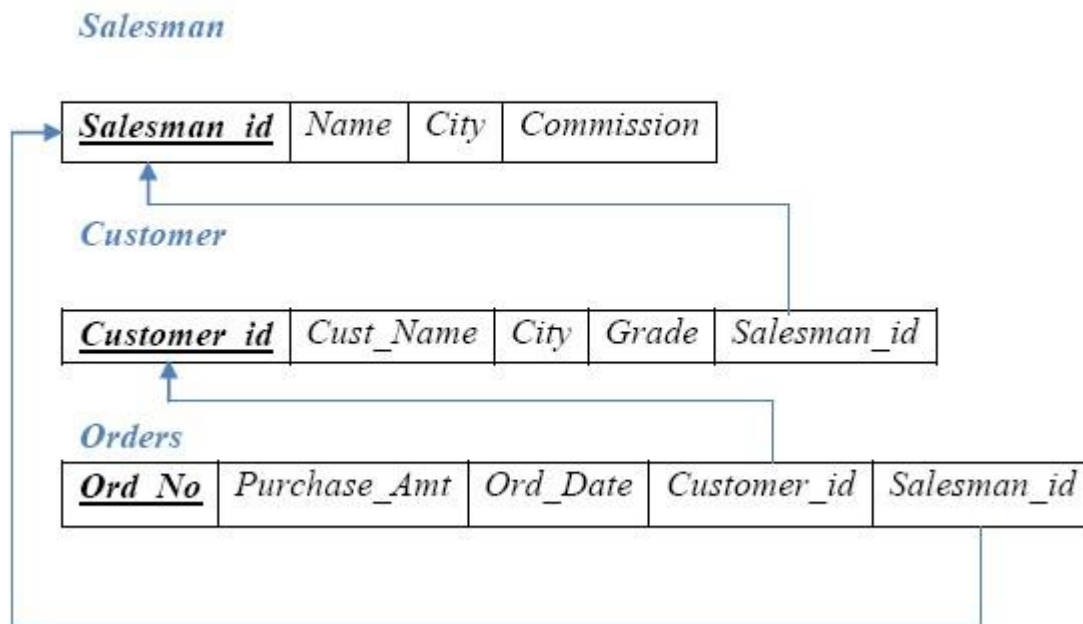 Salesman
Salesman_id Name City Commission
Customer
Customer_id Cust_Name City Grade Salesman_id
Orders
Ord_No Purchase_Amt Ord_Date Customer_id Salesman_id